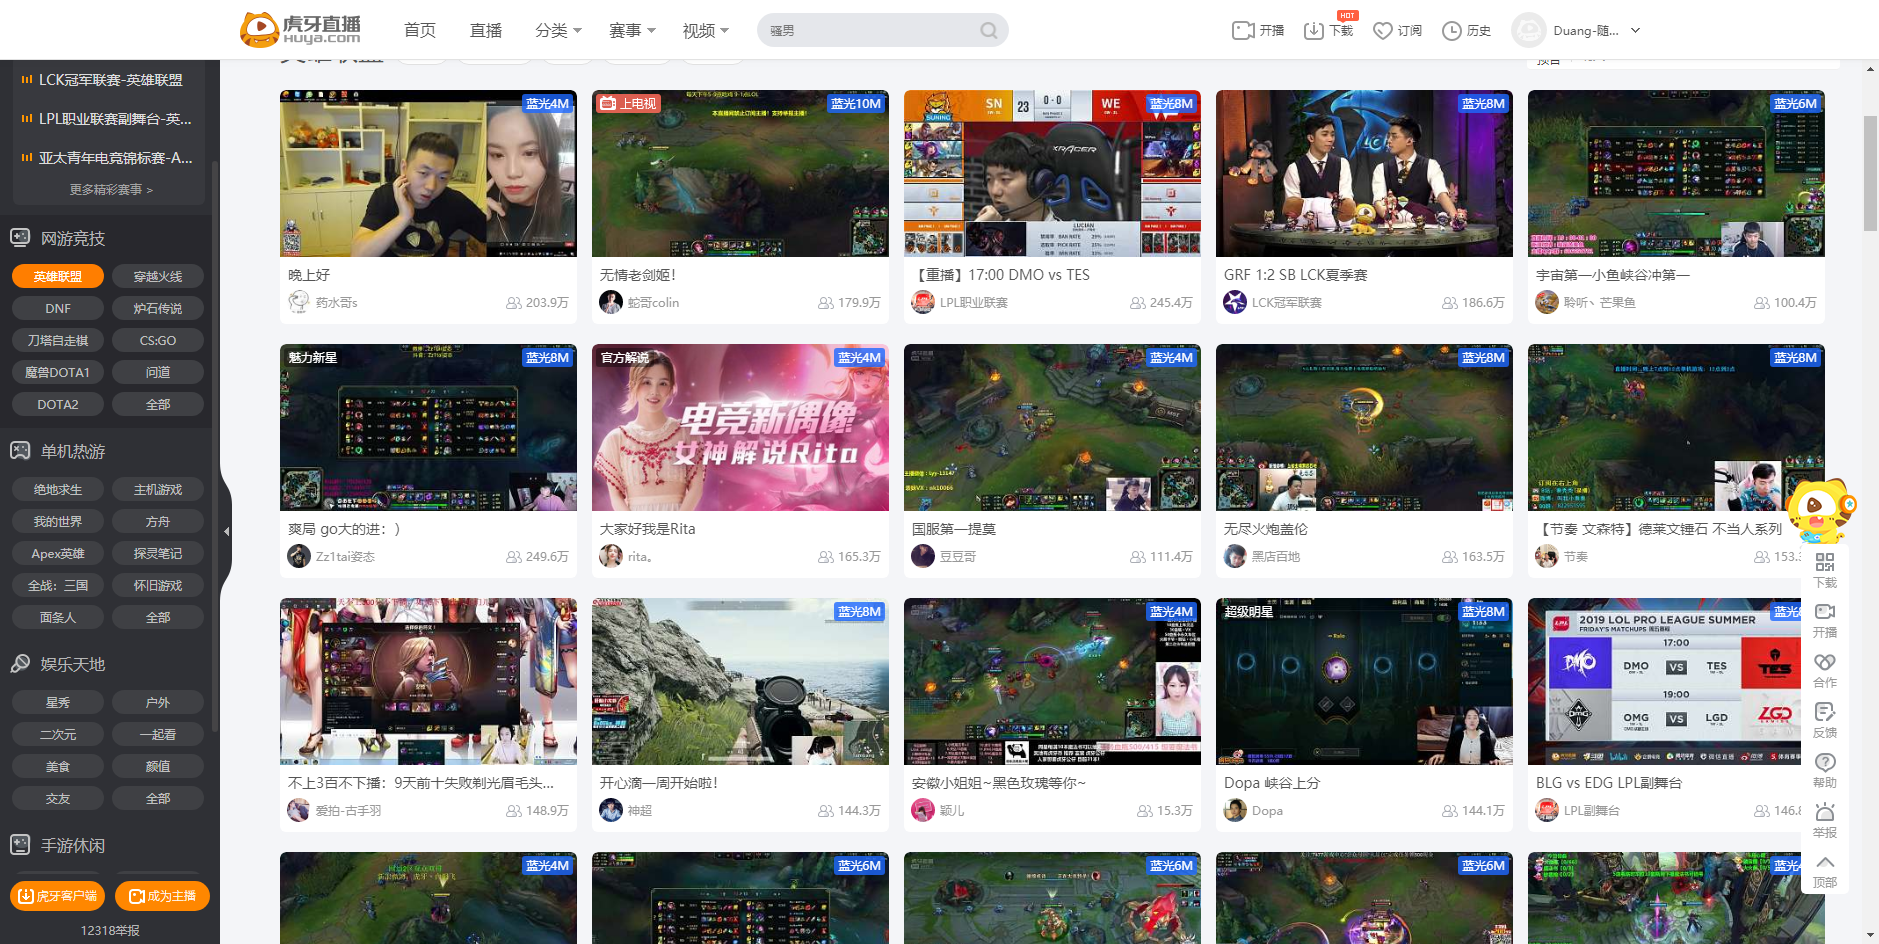 虎牙直播
HUYA.com
首页
直播
分类
赛事
视频
骚男
开播
下载
HOT
订阅
历史
Duang-随...
LCK冠军联赛-英雄联盟
LPL职业联赛副舞台-英...
亚太青年电竞锦标赛-A...
更多精彩赛事 >
网游竞技
英雄联盟
穿越火线
DNF
炉石传说
刀塔自走棋
CS:GO
魔兽DOTA1
问道
DOTA2
全部
单机热游
绝地求生
主机游戏
我的世界
方舟
Apex英雄
探灵笔记
全战：三国
怀旧游戏
面条人
全部
娱乐天地
星秀
户外
二次元
一起看
美食
颜值
交友
全部
手游休闲
虎牙客户端
成为主播
12318举报
英雄联盟
预告
蓝光4M
晚上好
药水哥s
203.9万
上电视
蓝光10M
无情老剑姬！
蛇哥colin
179.9万
SN
23
0-0
WE
蓝光8M
SUNING
XRACER
LUCIAN
【重播】17:00 DMO vs TES
LPL职业联赛
245.4万
蓝光8M
GRF 1:2 SB LCK夏季赛
LCK冠军联赛
186.6万
蓝光6M
宇宙第一小鱼峡谷冲第一
聆听丶芒果鱼
100.4万
魅力新星
蓝光8M
爽局 go大的进：）
Zz1tai姿态
249.6万
官方解说
蓝光4M
电竞新偶像
女神解说Rita
大家好我是Rita
rita。
165.3万
蓝光4M
国服第一提莫
豆豆哥
111.4万
蓝光8M
无尽火炮盖伦
黑店百地
163.5万
蓝光8M
订阅在右上角
【节奏 文森特】德莱文锤石 不当人系列
节奏
153.3
不上3百不下播：9天前十失败剃光眉毛头...
爱拍-古手羽
148.9万
蓝光8M
开心滴一周开始啦！
神超
144.3万
蓝光4M
安徽小姐姐~黑色玫瑰等你~
颖儿
15.3万
超级明星
蓝光8M
Dopa 峡谷上分
Dopa
144.1万
蓝光8
2019 LOL PRO LEAGUE SUMMER
FRIDAY'S MATCHUPS
17:00
DMO
VS
TES
19:00
OMG
VS
LGD
BLG vs EDG LPL副舞台
LPL副舞台
146.8
蓝光4M
蓝光6M
蓝光6M
蓝光6M
蓝光4
下载
开播
合作
反馈
帮助
举报
顶部